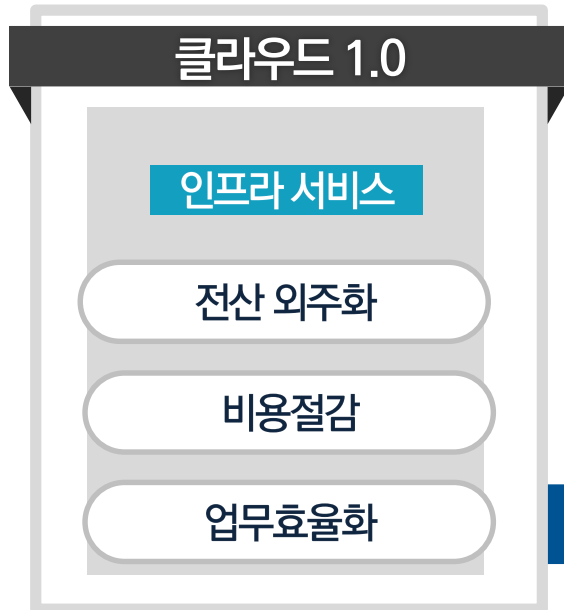 클라우드 1.0
인프라 서비스
전산 외주화
비용절감
업무효율화